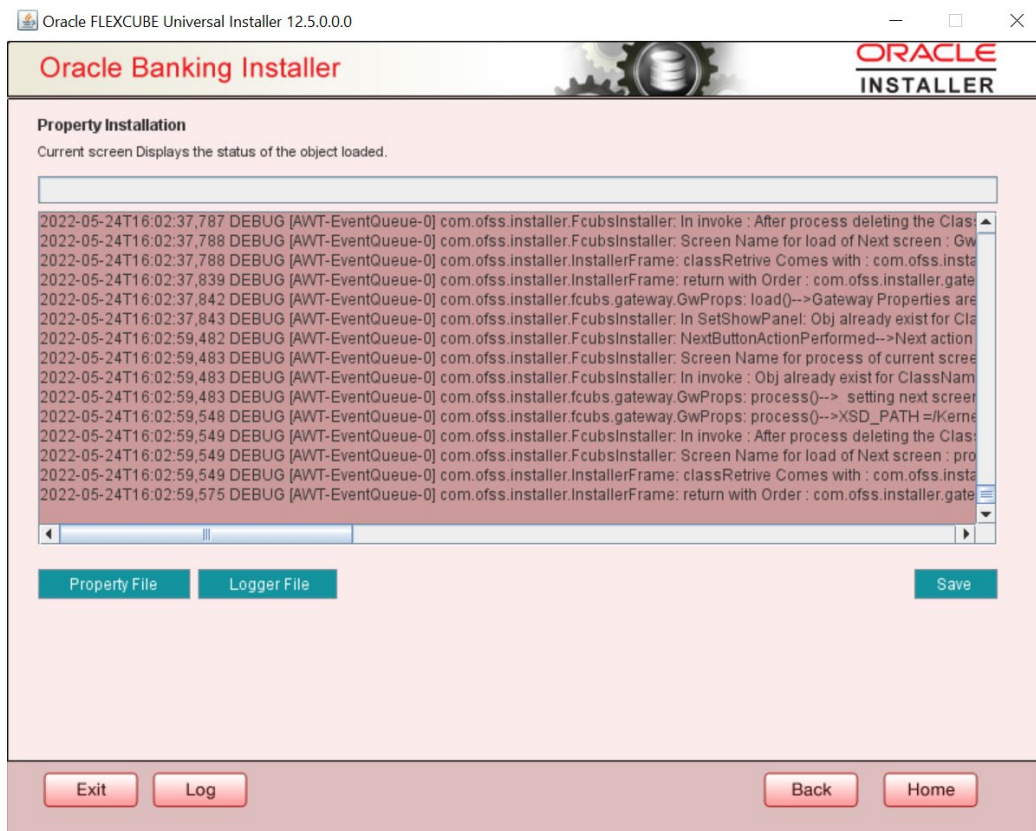 Oracle FLEXCUBE Universal Installer 12.5.0.0.0
Oracle Banking Installer
ORACLE
INSTALLER
Property Installation
Current screen Displays the status of the object loaded.
2022-05-24T16:02:37,787 DEBUG [AWT-EventQueue-0] com.ofss.installer.FcubsInstaller: In invoke : After process deleting the Clas
2022-05-24T16:02:37,788 DEBUG [AWT-EventQueue-0] com.ofss.installer.FcubsInstaller: Screen Name for load of Next screen : Gw
2022-05-24T16:02:37,788 DEBUG [AWT-EventQueue-0] com.ofss.installer.InstallerFrame: classRetrive Comes with : com.ofss.insta
2022-05-24T16:02:37,839 DEBUG [AWT-EventQueue-0] com.ofss.installer.InstallerFrame: return with Order : com.ofss.installer.gate
2022-05-24T16:02:37,842 DEBUG [AWT-EventQueue-0] com.ofss.installer.fcubs.gateway.GwProps: load()-->Gateway Properties are
2022-05-24T16:02:37,843 DEBUG [AWT-EventQueue-0] com.ofss.installer.FcubsInstaller: In SetShowPanel: Obj already exist for Cla
2022-05-24T16:02:59,482 DEBUG [AWT-EventQueue-0] com.ofss.installer.FcubsInstaller: NextButtonActionPerformed-->Next action
2022-05-24T16:02:59,483 DEBUG [AWT-EventQueue-0] com.ofss.installer.FcubsInstaller: Screen Name for process of current scree
2022-05-24T16:02:59,483 DEBUG [AWT-EventQueue-0] com.ofss.installer.FcubsInstaller: In invoke : Obj already exist for ClassNam
2022-05-24T16:02:59,483 DEBUG [AWT-EventQueue-0] com.ofss.installer.fcubs.gateway.GwProps: process()--> setting next screen
2022-05-24T16:02:59,548 DEBUG [AWT-EventQueue-0] com.ofss.installer.fcubs.gateway.GwProps: process()-->XSD_PATH =/Kerne
2022-05-24T16:02:59,549 DEBUG [AWT-EventQueue-0] com.ofss.installer.FcubsInstaller: In invoke : After process deleting the Clas
2022-05-24T16:02:59,549 DEBUG [AWT-EventQueue-0] com.ofss.installer.FcubsInstaller: Screen Name for load of Next screen : pro
2022-05-24T16:02:59,549 DEBUG [AWT-EventQueue-0] com.ofss.installer.InstallerFrame: classRetrive Comes with : com.ofss.insta
2022-05-24T16:02:59,575 DEBUG [AWT-EventQueue-0] com.ofss.installer.InstallerFrame: return with Order : com.ofss.installer.gate
Property File
Logger File
Save
Exit
Log
Back
Home